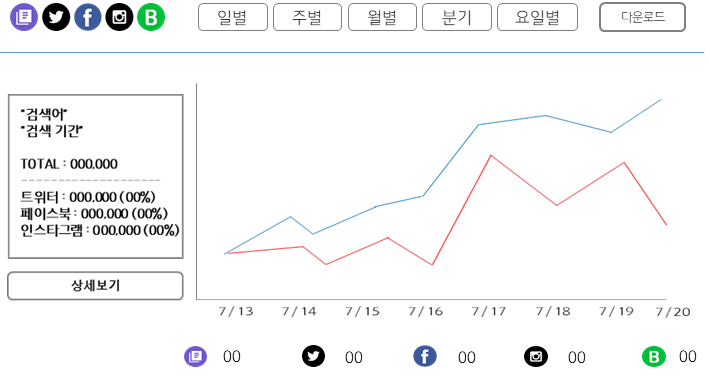 B
일별
주별
월별
분기
요일별
다운로드
"검색어"
"검색 기간"
TOTAL : 000,000
트위터 : 000,000 (00%)
페이스북 : 000,000 (00%)
인스타그램 : 000,000 (00%)
상세보기
7/13
7/14
7/15
7/16
7/17
7/18
7/19
7/20
00
00
00
00
B 00